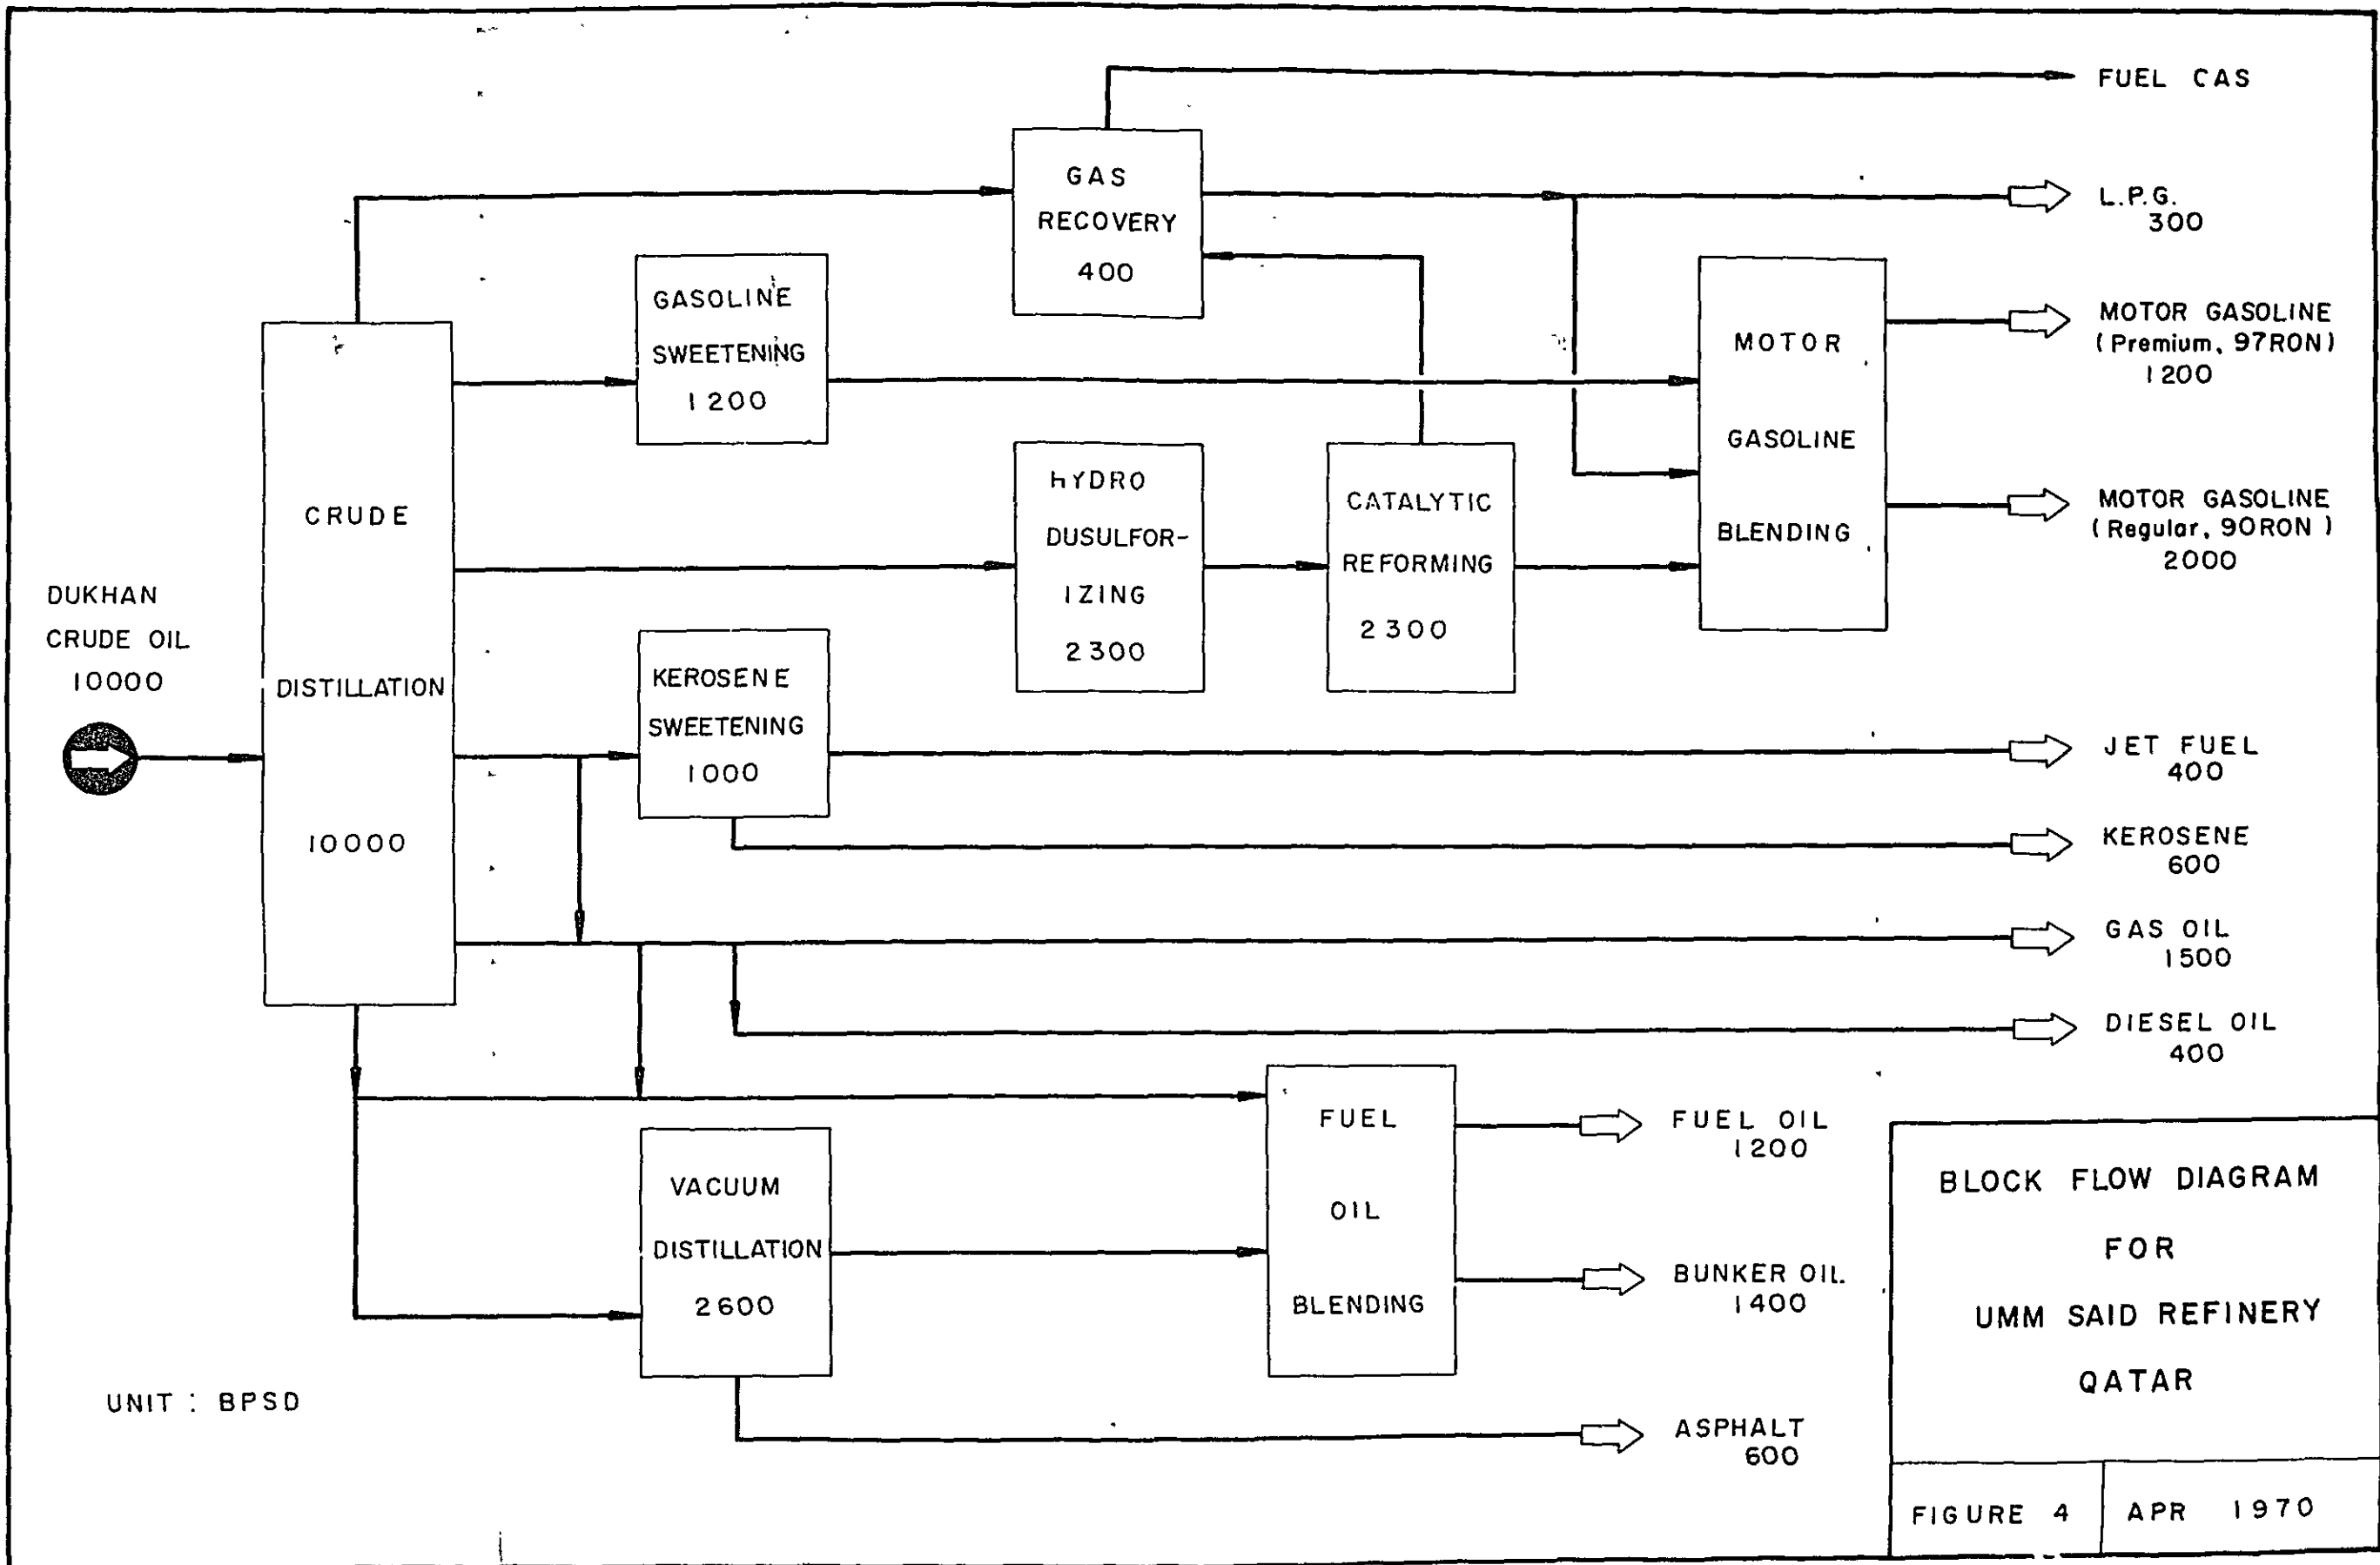 FUEL CAS
GAS
RECOVERY
400
L.P.G.
300
GASOLINE
SWEETENING
1200
MOTOR
GASOLINE
BLENDING
MOTOR GASOLINE
(Premium, 97RON)
1200
MOTOR GASOLINE
(Regular, 90RON)
2000
CRUDE
DISTILLATION
10000
HYDRO
DUSULFOR-
IZING
2300
CATALYTIC
REFORMING
2300
DUKHAN
CRUDE OIL
10000
KEROSENE
SWEETENING
1000
JET FUEL
400
KEROSENE
600
GAS OIL
1500
DIESEL OIL
400
FUEL
OIL
BLENDING
FUEL OIL
1200
VACUUM
DISTILLATION
2600
BUNKER OIL.
1400
ASPHALT
600
UNIT : BPSD
BLOCK FLOW DIAGRAM
FOR
UMM SAID REFINERY
QATAR
FIGURE 4
APR 1970